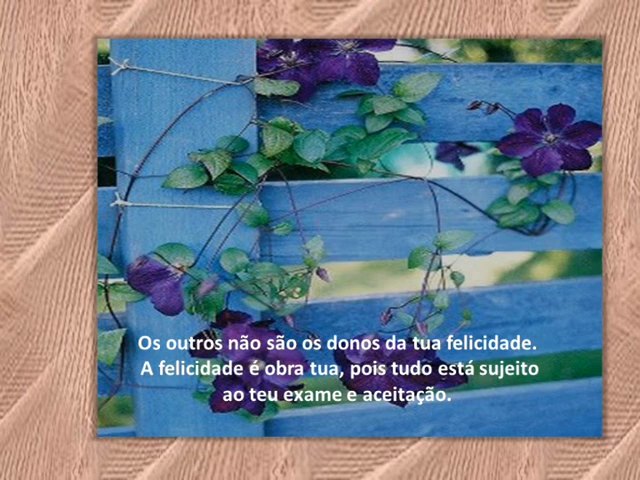 Os outros não são os donos da tua felicidade.
A felicidade é obra tua, pois tudo está sujeito
ao teu exame e aceitação.